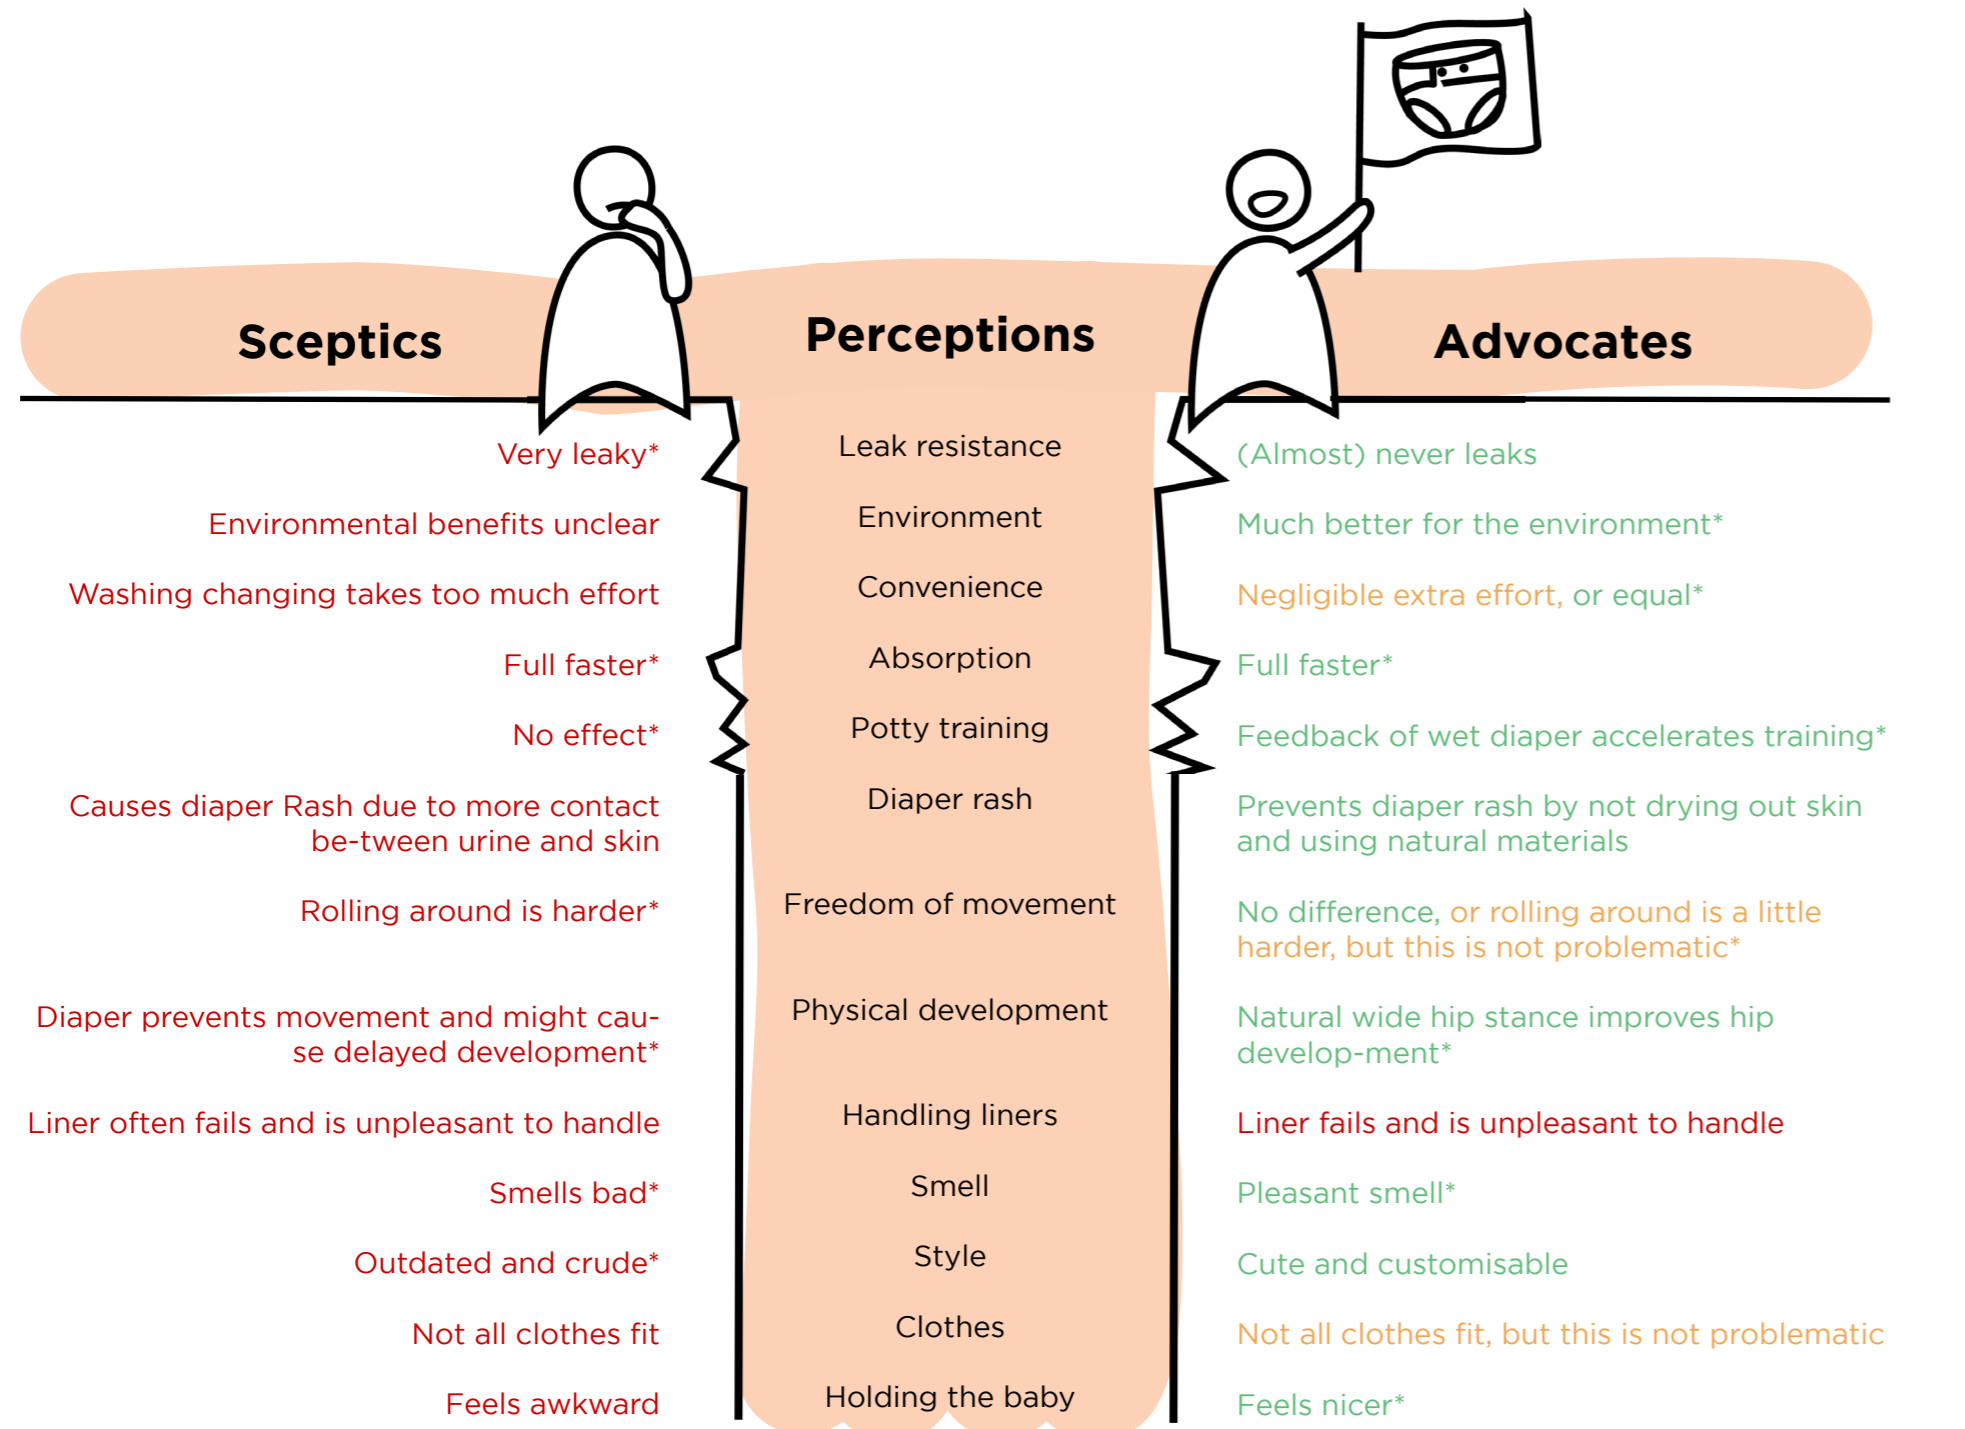 Sceptics Perceptions Advocates
Very leaky* Leak resistance (Almost) never leaks
Environmental benefits unclear Environment Much better for the environment*
Washing changing takes too much effort Convenience Negligible extra effort, or equal*
Full faster* Absorption Full faster*
No effect* Potty training Feedback of wet diaper accelerates training*
Causes diaper Rash due to more contact Diaper rash Prevents diaper rash by not drying out skin
be-tween urine and skin and using natural materials
Rolling around is harder* Freedom of movement No difference, or rolling around is a little
harder, but this is not problematic*
Diaper prevents movement and might cau- Physical development Natural wide hip stance improves hip
se delayed development* develop-ment*
Liner often fails and is unpleasant to handle Handling liners Liner fails and is unpleasant to handle
Smells bad* Smell Pleasant smell*
Outdated and crude* Style Cute and customisable
Not all clothes fit Clothes Not all clothes fit, but this is not problematic
Feels awkward Holding the baby Feels nicer*